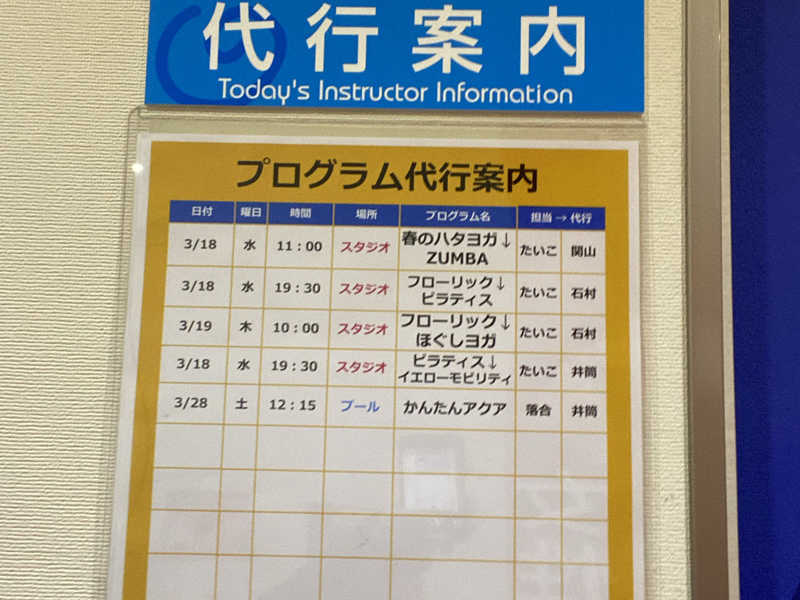 代行案内
Today's Instructor Information
プログラム代行案内
日付 曜日 時間 場所 プログラム名 担当 → 代行
3/18 水 11：00 スタジオ 春のハタヨガ↓ ZUMBA たいこ 関山
3/18 水 19：30 スタジオ フローリック↓ ピラティス たいこ 石村
3/19 木 10：00 スタジオ フローリック↓ ほぐしヨガ たいこ 石村
3/18 水 19：30 スタジオ ピラティス↓ イエローモビリティ たいこ 井筒
3/28 土 12：15 プール かんたんアクア 落合 井筒